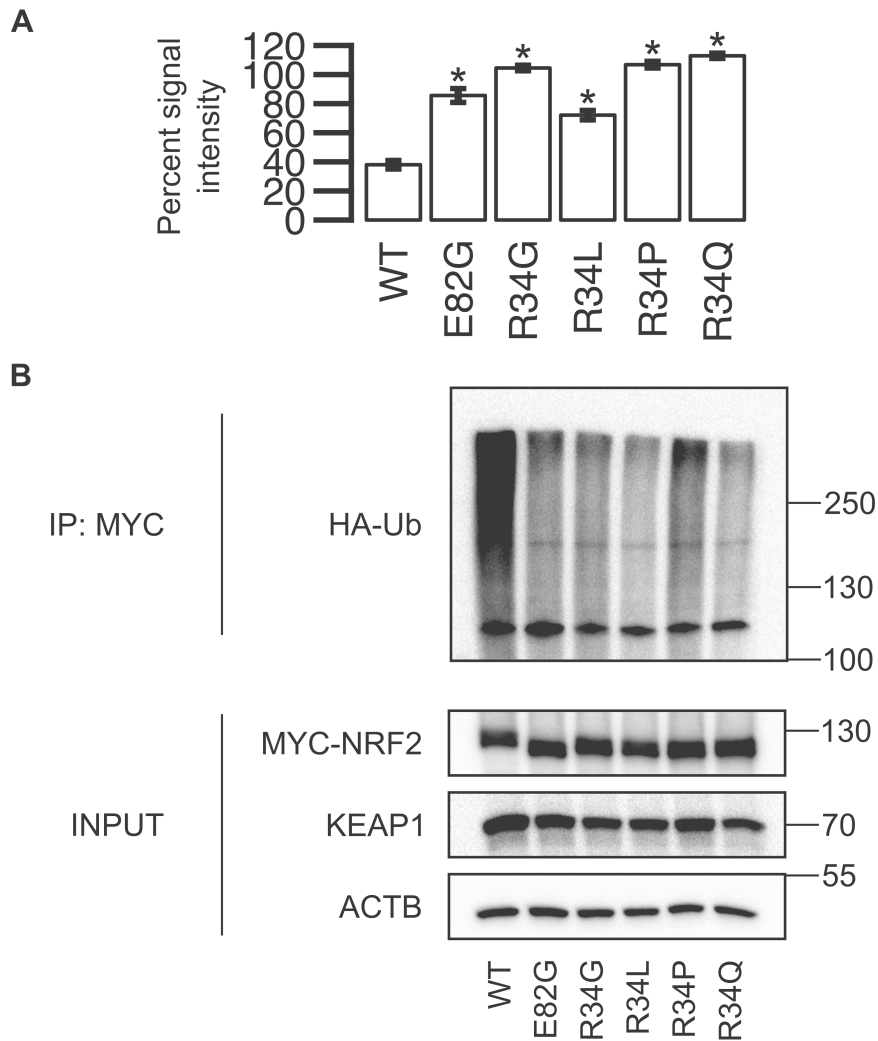 A
Percent signal
intensity
120
100
80
60
40
20
0
* * * * *
WT E82G R34G R34L R34P R34Q
B
IP: MYC HA-Ub
250
130
100
INPUT
MYC-NRF2 130
KEAP1 70
55
ACTB
WT E82G R34G R34L R34P R34Q